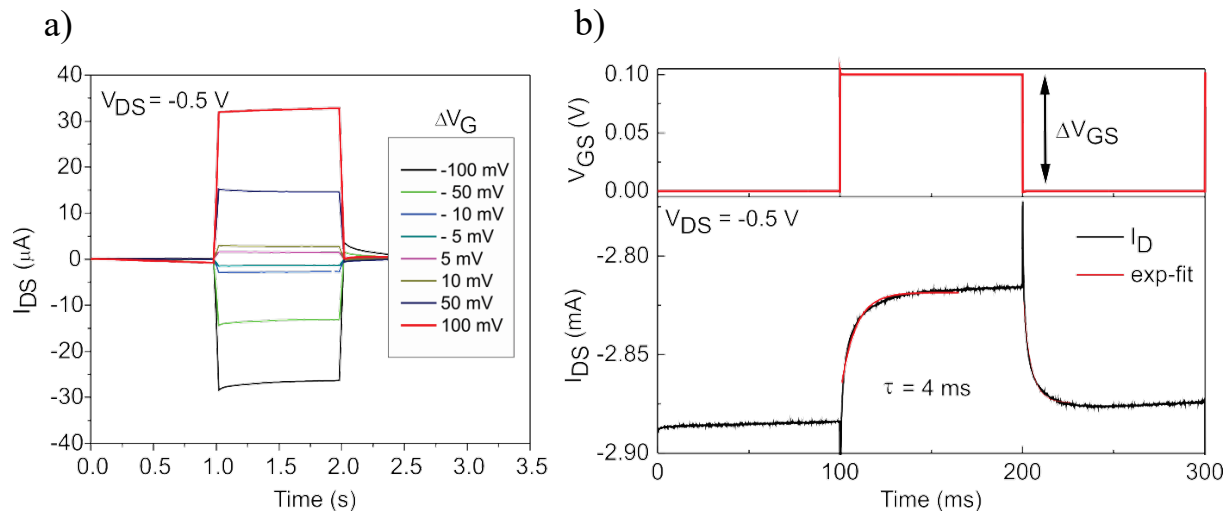 a)
V_DS = -0.5 V
ΔV_G
-100 mV
- 50 mV
- 10 mV
- 5 mV
5 mV
10 mV
50 mV
100 mV
40
30
20
10
0
-10
-20
-30
-40
I_DS (μA)
0.0 0.5 1.0 1.5 2.0 2.5 3.0 3.5
Time (s)
b)
0.10
0.05
0.00
V_GS (V)
ΔV_GS
V_DS = -0.5 V
I_D
exp-fit
τ = 4 ms
-2.80
-2.85
-2.90
I_DS (mA)
0 100 200 300
Time (ms)